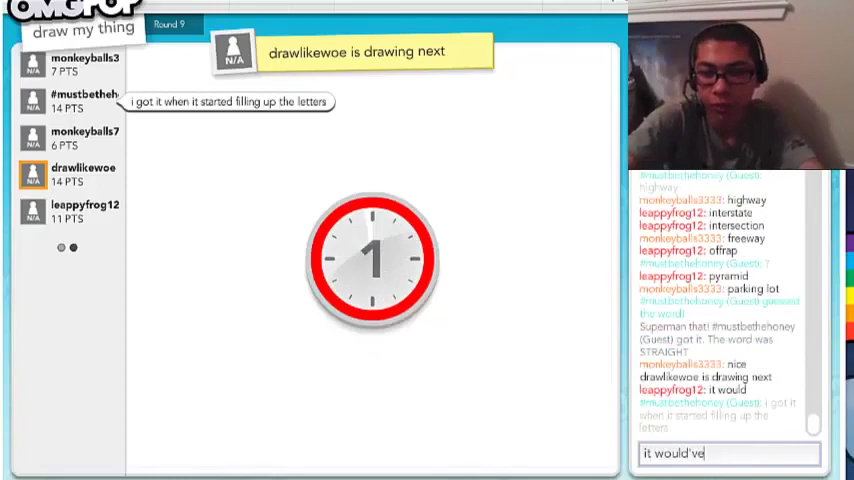 OMGPOP
draw my thing
Round 9
drawlikewoe is drawing next
N/A
monkeyballs3
7 PTS
N/A
#mustbetheh
14 PTS
N/A
i got it when it started filling up the letters
monkeyballs7
6 PTS
N/A
drawlikewoe
14 PTS
N/A
leappyfrog12
11 PTS
N/A
1
#mustbethehoney (Guest):
highway
monkeyballs3333: highway
leappyfrog12: interstate
leappyfrog12: intersection
monkeyballs3333: freeway
leappyfrog12: offrap
#mustbethehoney (Guest): ?
leappyfrog12: pyramid
monkeyballs3333: parking lot
#mustbethehoney (Guest) guessed
the word!
Superman that! #mustbethehoney
(Guest) got it. The word was
STRAIGHT
monkeyballs3333: nice
drawlikewoe is drawing next
leappyfrog12: it would
#mustbethehoney (Guest): i got it
when it started filling up the
letters
it would've